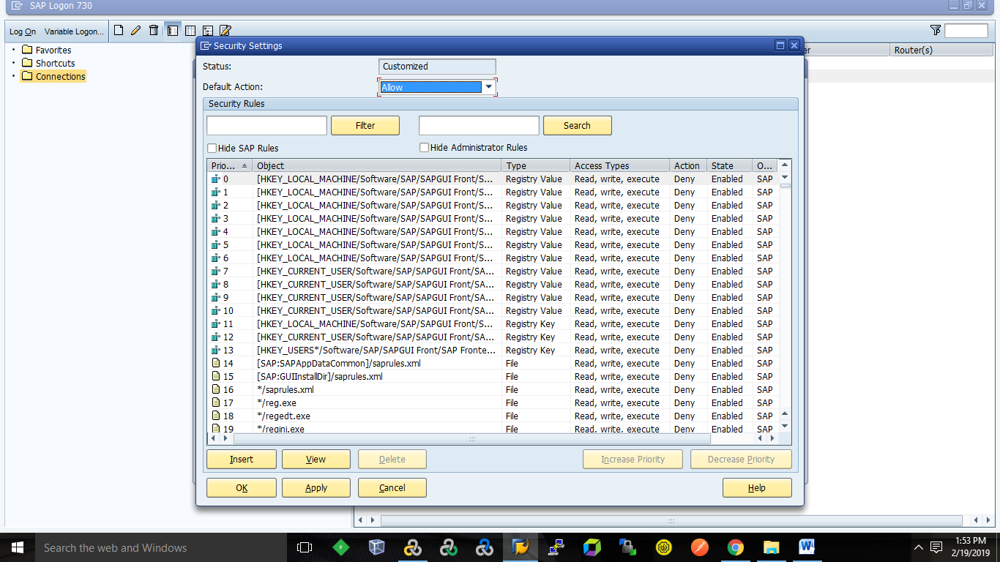 SAP Logon 730
Log On Variable Logon...
Favorites
Shortcuts
Connections
er Router(s)
Security Settings
Status: Customized
Default Action: Allow
Security Rules
Filter Search
Hide SAP Rules Hide Administrator Rules
Prio... Object Type Access Types Action State O...
0 [HKEY_LOCAL_MACHINE/Software/SAP/SAPGUI Front/S... Registry Value Read, write, execute Deny Enabled SAP
1 [HKEY_LOCAL_MACHINE/Software/SAP/SAPGUI Front/S... Registry Value Read, write, execute Deny Enabled SAP
2 [HKEY_LOCAL_MACHINE/Software/SAP/SAPGUI Front/S... Registry Value Read, write, execute Deny Enabled SAP
3 [HKEY_LOCAL_MACHINE/Software/SAP/SAPGUI Front/S... Registry Value Read, write, execute Deny Enabled SAP
4 [HKEY_LOCAL_MACHINE/Software/SAP/SAPGUI Front/S... Registry Value Read, write, execute Deny Enabled SAP
5 [HKEY_LOCAL_MACHINE/Software/SAP/SAPGUI Front/S... Registry Value Read, write, execute Deny Enabled SAP
6 [HKEY_LOCAL_MACHINE/Software/SAP/SAPGUI Front/S... Registry Value Read, write, execute Deny Enabled SAP
7 [HKEY_CURRENT_USER/Software/SAP/SAPGUI Front/SA... Registry Value Read, write, execute Deny Enabled SAP
8 [HKEY_CURRENT_USER/Software/SAP/SAPGUI Front/SA... Registry Value Read, write, execute Deny Enabled SAP
9 [HKEY_CURRENT_USER/Software/SAP/SAPGUI Front/SA... Registry Value Read, write, execute Deny Enabled SAP
10 [HKEY_CURRENT_USER/Software/SAP/SAPGUI Front/SA... Registry Value Read, write, execute Deny Enabled SAP
11 [HKEY_LOCAL_MACHINE/Software/SAP/SAPGUI Front/S... Registry Key Read, write, execute Deny Enabled SAP
12 [HKEY_CURRENT_USER/Software/SAP/SAPGUI Front/SA... Registry Key Read, write, execute Deny Enabled SAP
13 [HKEY_USERS*/Software/SAP/SAPGUI Front/SAP Fronte... Registry Key Read, write, execute Deny Enabled SAP
14 [SAP:SAPAppDataCommon]/saprules.xml File Read, write, execute Deny Enabled SAP
15 [SAP:GUIInstallDir]/saprules.xml File Read, write, execute Deny Enabled SAP
16 */saprules.xml File Read, write, execute Deny Enabled SAP
17 */reg.exe File Read, write, execute Deny Enabled SAP
18 */regedt.exe File Read, write, execute Deny Enabled SAP
19 */regini.exe File Read, write, execute Deny Enabled SAP
Insert View Delete Increase Priority Decrease Priority
OK Apply Cancel Help
Search the web and Windows
1:53 PM
2/19/2019